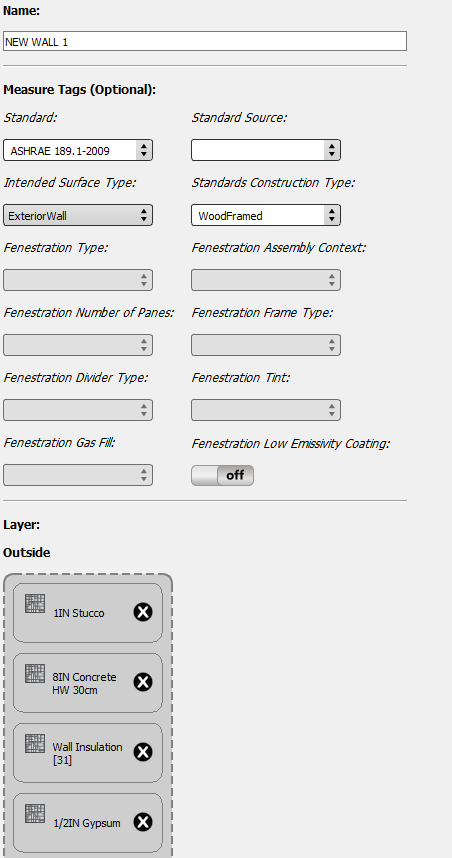 Name:
NEW WALL 1
Measure Tags (Optional):
Standard: Standard Source:
ASHRAE 189.1-2009
Intended Surface Type: Standards Construction Type:
ExteriorWall WoodFramed
Fenestration Type: Fenestration Assembly Context:
Fenestration Number of Panes: Fenestration Frame Type:
Fenestration Divider Type: Fenestration Tint:
Fenestration Gas Fill: Fenestration Low Emissivity Coating:
off
Layer:
Outside
1IN Stucco
8IN Concrete
HW 30cm
Wall Insulation
[31]
1/2IN Gypsum